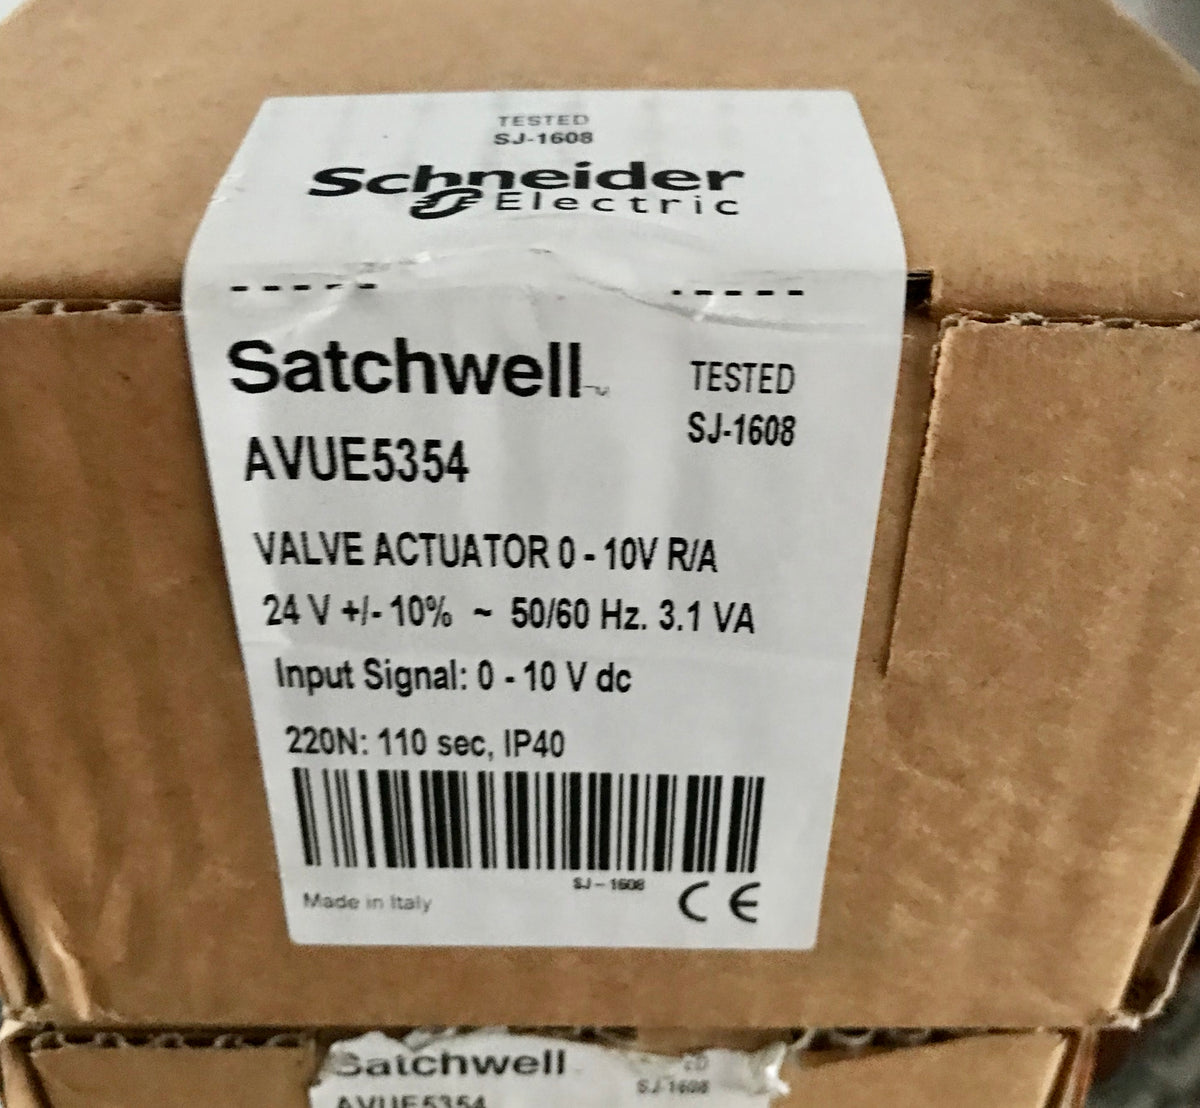 TESTED
SJ-1608
Schneider
Electric
Satchwell
TESTED
SJ-1608
AVUE5354
VALVE ACTUATOR 0 - 10V R/A
24 V +/- 10% ~ 50/60 Hz. 3.1 VA
Input Signal: 0 - 10 V dc
220N: 110 sec, IP40
SJ - 1608
Made in Italy
CE
Satchwell
SJ-1608
AVUE5354